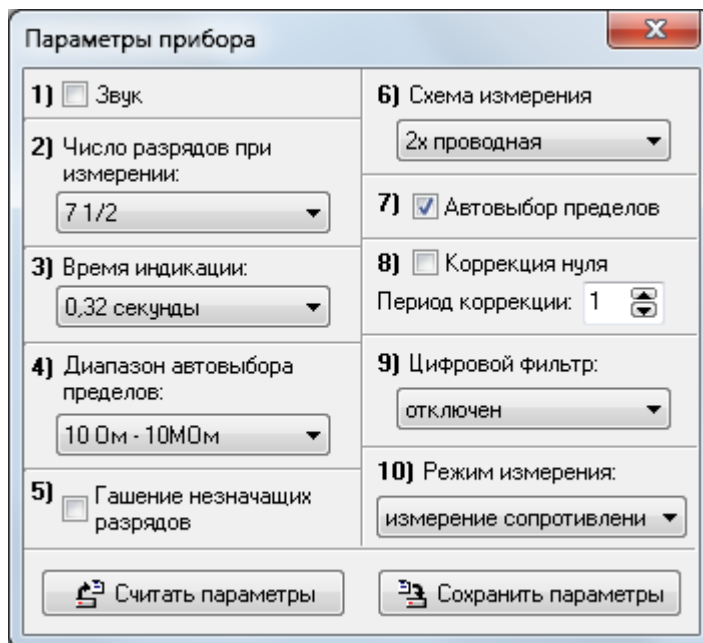 Параметры прибора
1) Звук
2) Число разрядов при
измерении:
7 1/2
3) Время индикации:
0,32 секунды
4) Диапазон автовыбора
пределов:
10 Ом - 10МОм
5) Гашение незначащих
разрядов
6) Схема измерения
2х проводная
7) Автовыбор пределов
8) Коррекция нуля
Период коррекции: 1
9) Цифровой фильтр:
отключен
10) Режим измерения:
измерение сопротивлени
Считать параметры
Сохранить параметры